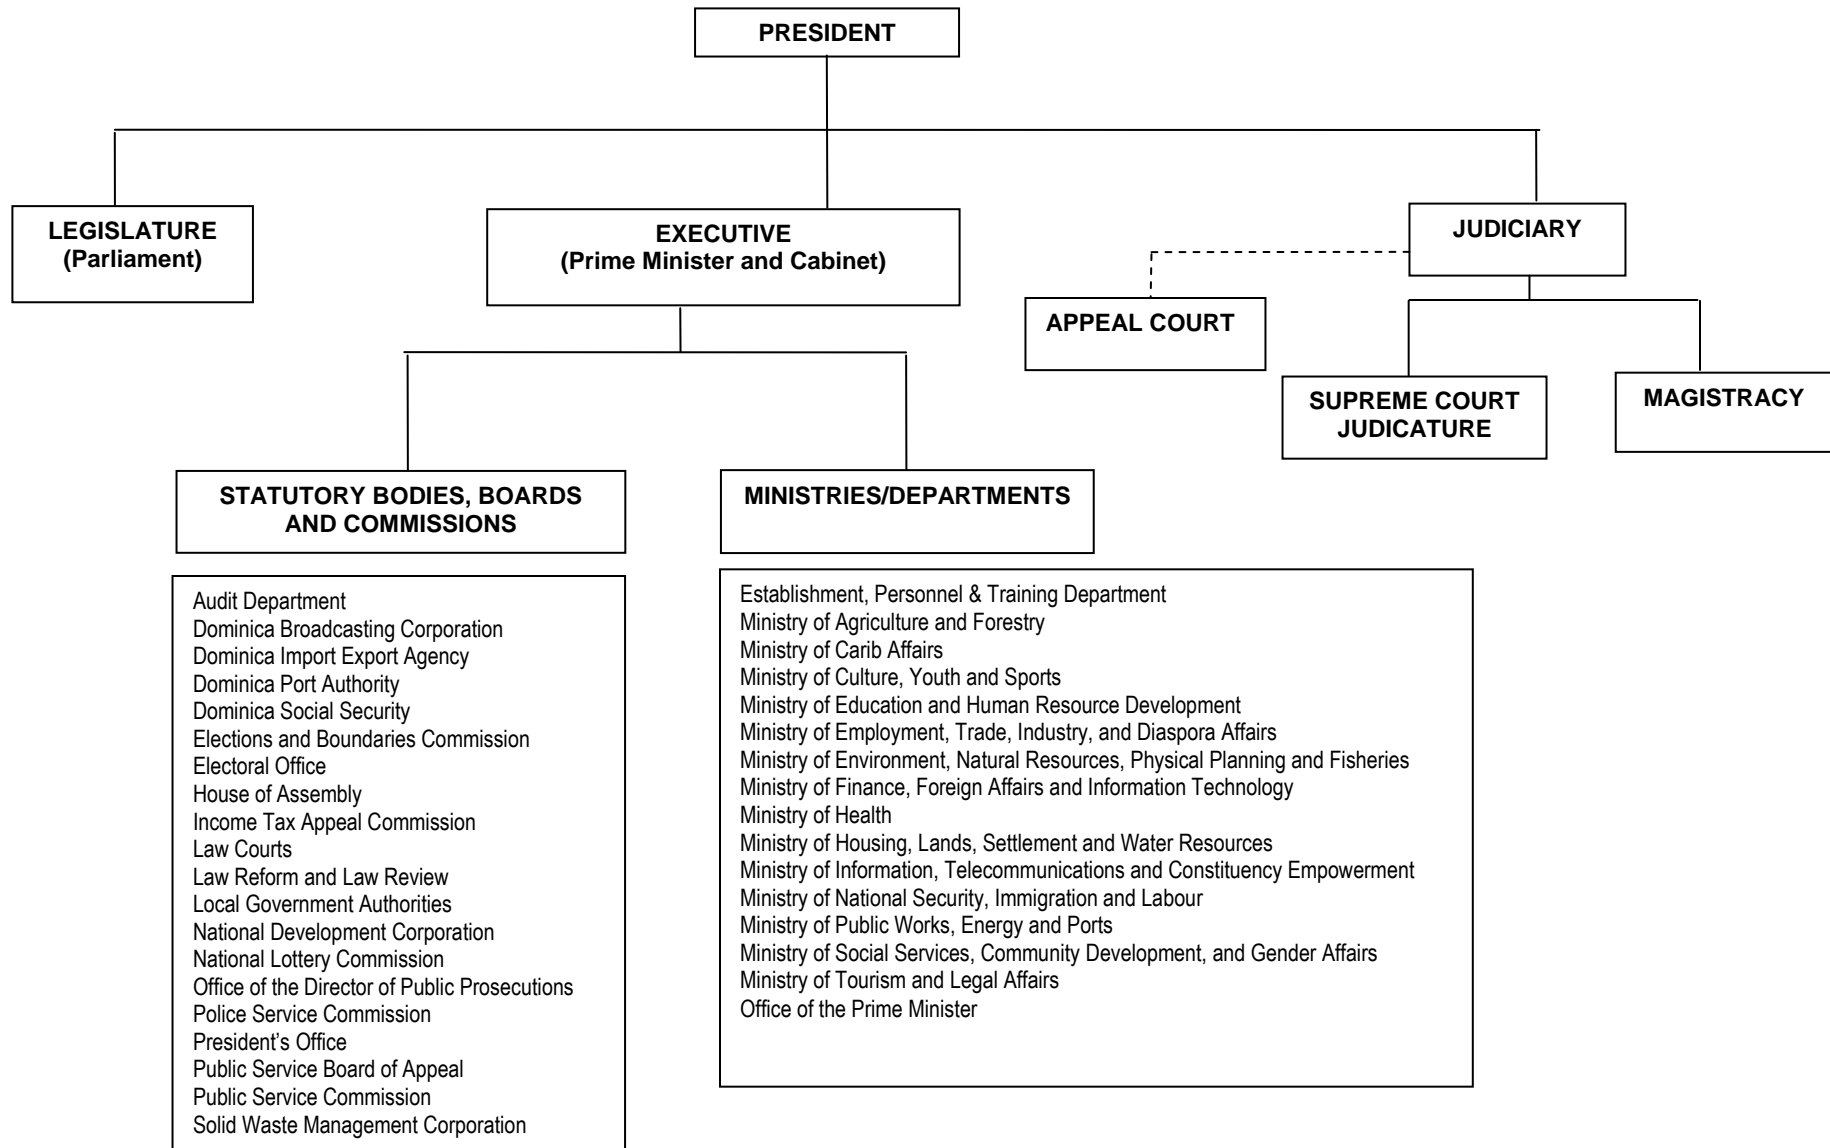 PRESIDENT
LEGISLATURE
(Parliament)
EXECUTIVE
(Prime Minister and Cabinet)
JUDICIARY
APPEAL COURT
SUPREME COURT
JUDICATURE
MAGISTRACY
STATUTORY BODIES, BOARDS
AND COMMISSIONS
MINISTRIES/DEPARTMENTS
Audit Department
Dominica Broadcasting Corporation
Dominica Import Export Agency
Dominica Port Authority
Dominica Social Security
Elections and Boundaries Commission
Electoral Office
House of Assembly
Income Tax Appeal Commission
Law Courts
Law Reform and Law Review
Local Government Authorities
National Development Corporation
National Lottery Commission
Office of the Director of Public Prosecutions
Police Service Commission
President’s Office
Public Service Board of Appeal
Public Service Commission
Solid Waste Management Corporation
Establishment, Personnel & Training Department
Ministry of Agriculture and Forestry
Ministry of Carib Affairs
Ministry of Culture, Youth and Sports
Ministry of Education and Human Resource Development
Ministry of Employment, Trade, Industry, and Diaspora Affairs
Ministry of Environment, Natural Resources, Physical Planning and Fisheries
Ministry of Finance, Foreign Affairs and Information Technology
Ministry of Health
Ministry of Housing, Lands, Settlement and Water Resources
Ministry of Information, Telecommunications and Constituency Empowerment
Ministry of National Security, Immigration and Labour
Ministry of Public Works, Energy and Ports
Ministry of Social Services, Community Development, and Gender Affairs
Ministry of Tourism and Legal Affairs
Office of the Prime Minister